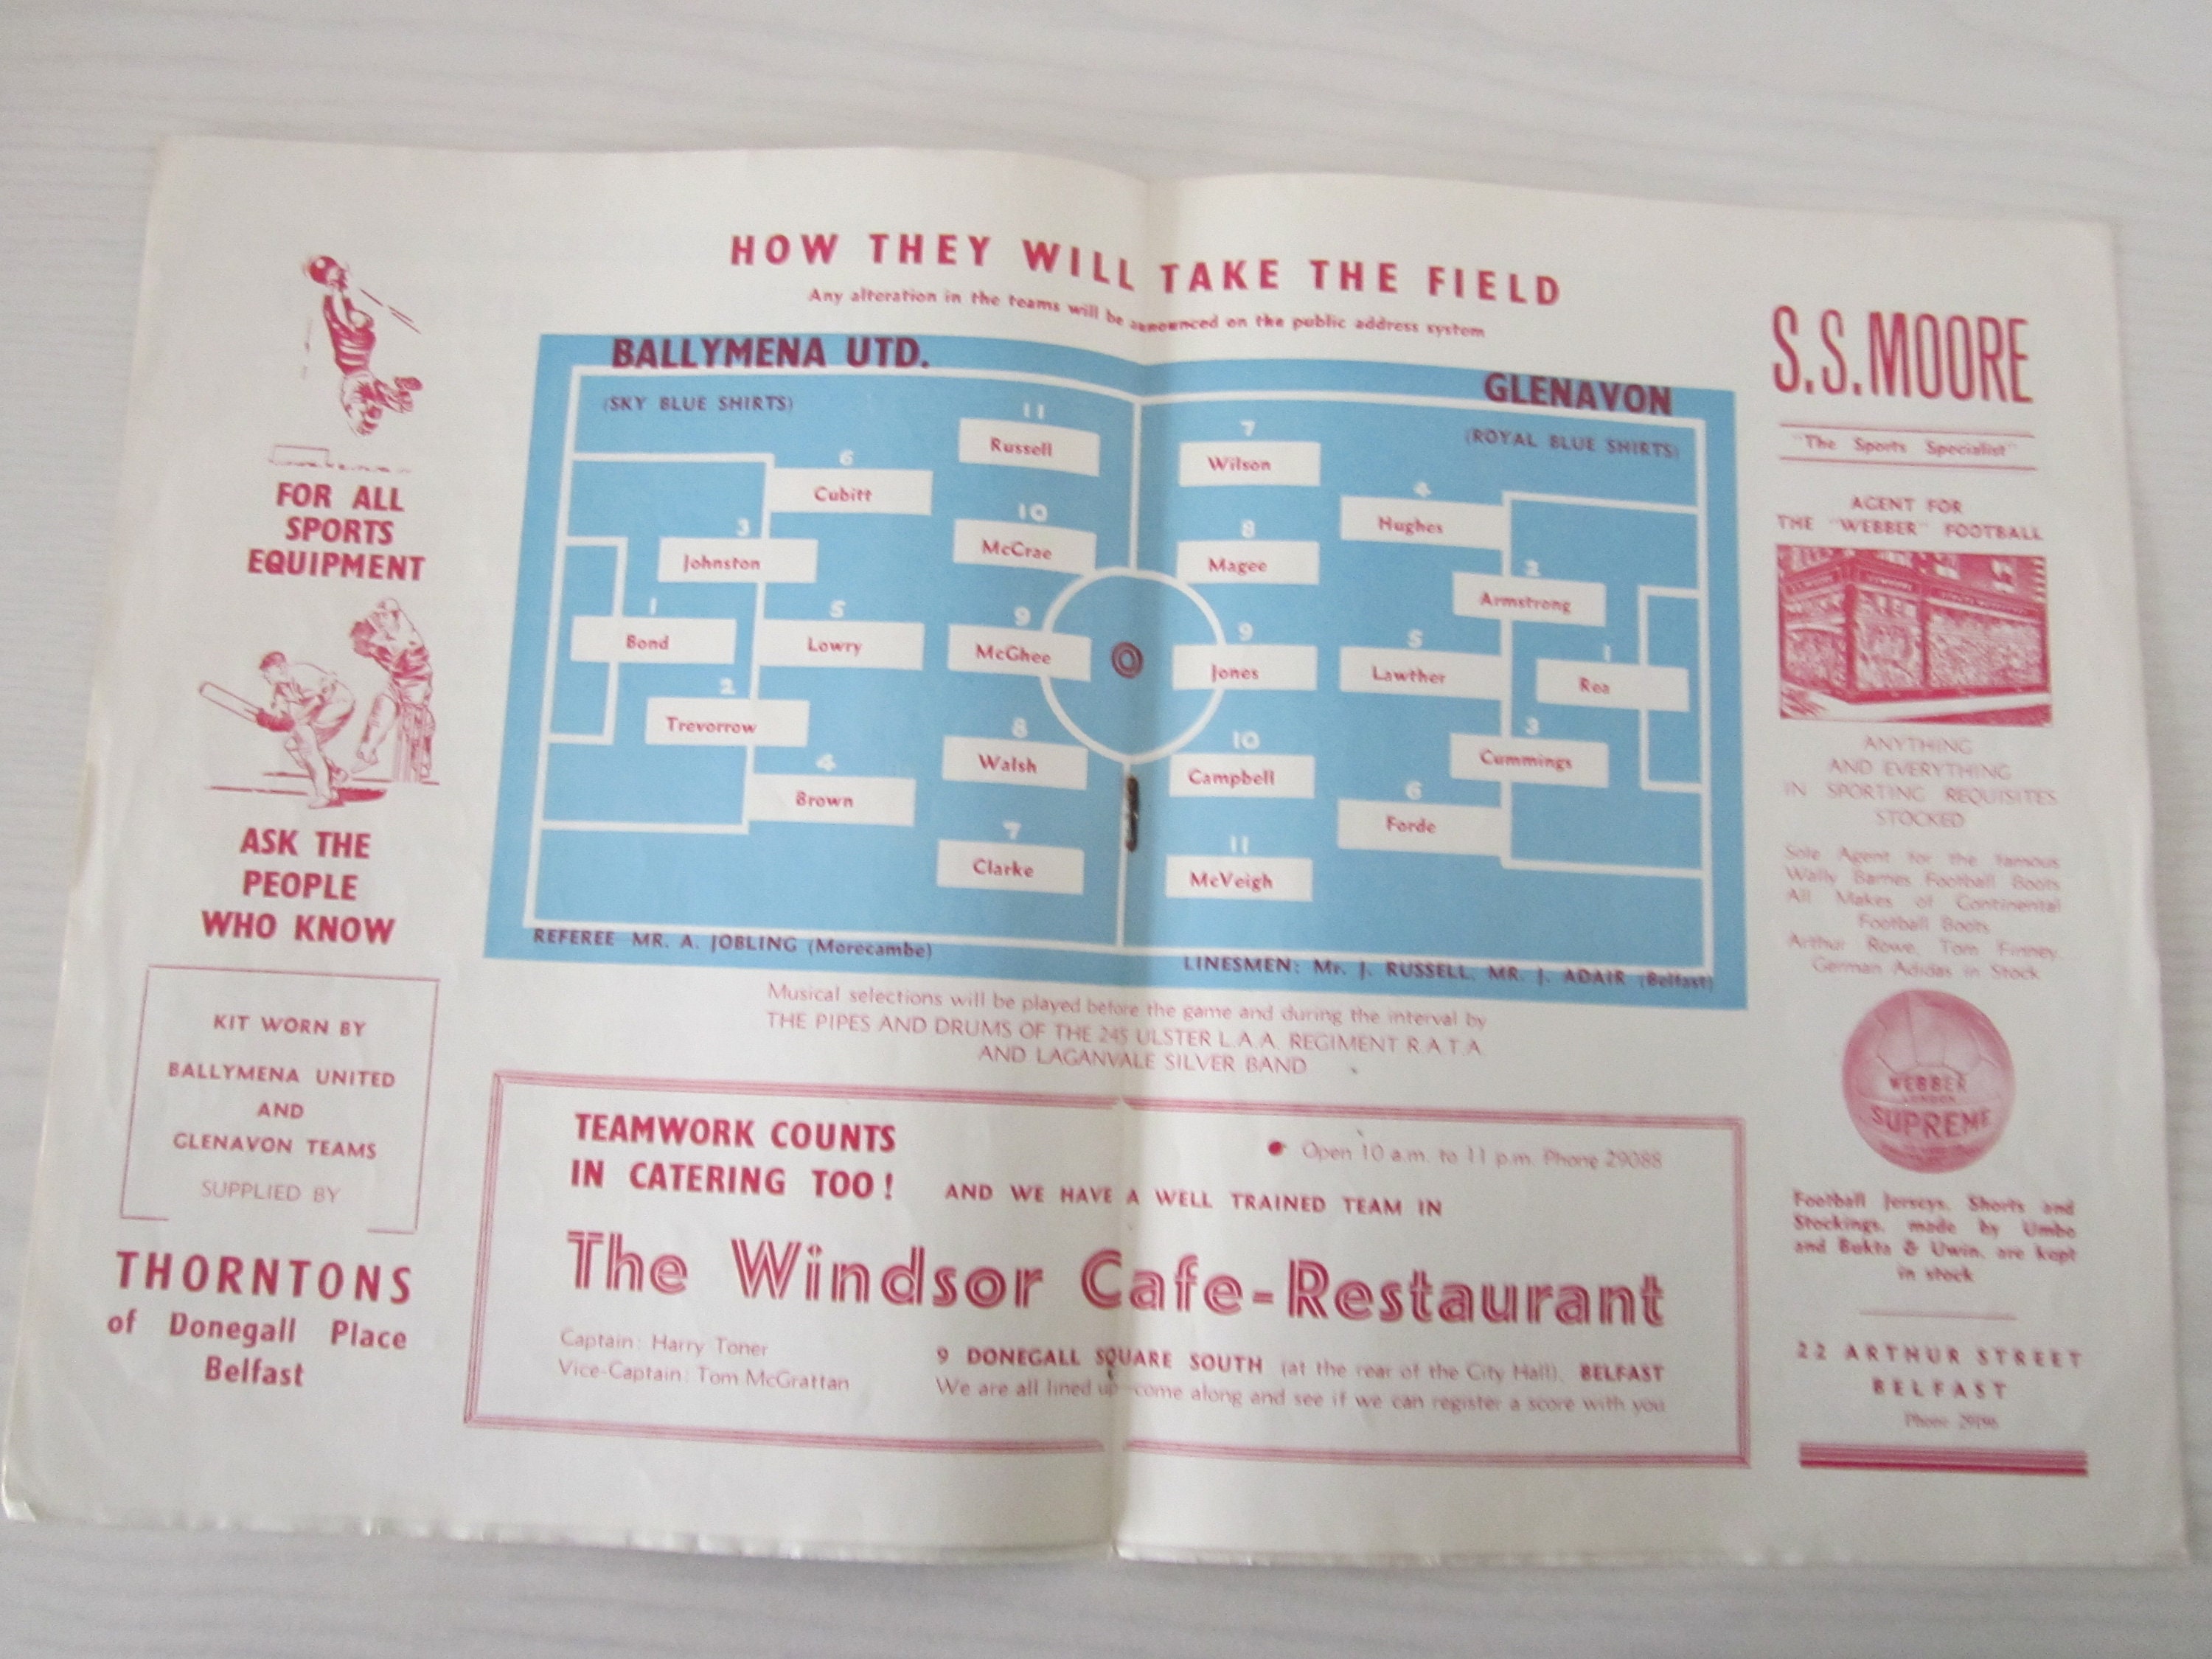 HOW THEY WILL TAKE THE FIELD
Any alteration in the teams will be announced on the public address system
FOR ALL
SPORTS
EQUIPMENT
ASK THE
PEOPLE
WHO KNOW
KIT WORN BY
BALLYMENA UNITED
AND
GLENAVON TEAMS
SUPPLIED BY
THORNTONS
of Donegall Place
Belfast
BALLYMENA UTD.
(SKY BLUE SHIRTS)
11
Russell
6
Cubitt
10
McCrae
3
Johnston
1
Bond
5
Lowry
9
McGhee
2
Trevorrow
8
Walsh
4
Brown
7
Clarke
REFEREE MR. A. JOBLING (Morecambe)
GLENAVON
(ROYAL BLUE SHIRTS)
7
Wilson
4
Hughes
8
Magee
2
Armstrong
9
Jones
5
Lawther
1
Rea
3
Cummings
10
Campbell
6
Forde
11
McVeigh
LINESMEN: Mr. J. RUSSELL, MR. J. ADAIR (Belfast)
Musical selections will be played before the game and during the interval by
THE PIPES AND DRUMS OF THE 245 ULSTER L.A.A. REGIMENT R.A.T.A
AND LAGANVALE SILVER BAND
TEAMWORK COUNTS
IN CATERING TOO!
Open 10 a.m. to 11 p.m. Phone 29088
AND WE HAVE A WELL TRAINED TEAM IN
The Windsor Cafe-Restaurant
Captain: Harry Toner
Vice-Captain: Tom McGrattan
9 DONEGALL SQUARE SOUTH (at the rear of the City Hall), BELFAST
We are all lined up—come along and see if we can register a score with you
S.S. MOORE
"The Sports Specialist"
AGENT FOR
THE "WEBBER" FOOTBALL
ANYTHING
AND EVERYTHING
IN SPORTING REQUISITES
STOCKED
Sole Agent for the famous
Wally Barnes Football Boots
All Makes of Continental
Football Boots
Arthur Rowe, Tom Finney
German Adidas in Stock
WEBBER
LONDON
SUPREME
Football Jerseys, Shorts and
Stockings, made by Umbo
and Bukta & Uwin, are kept
in stock
22 ARTHUR STREET
BELFAST
Phone